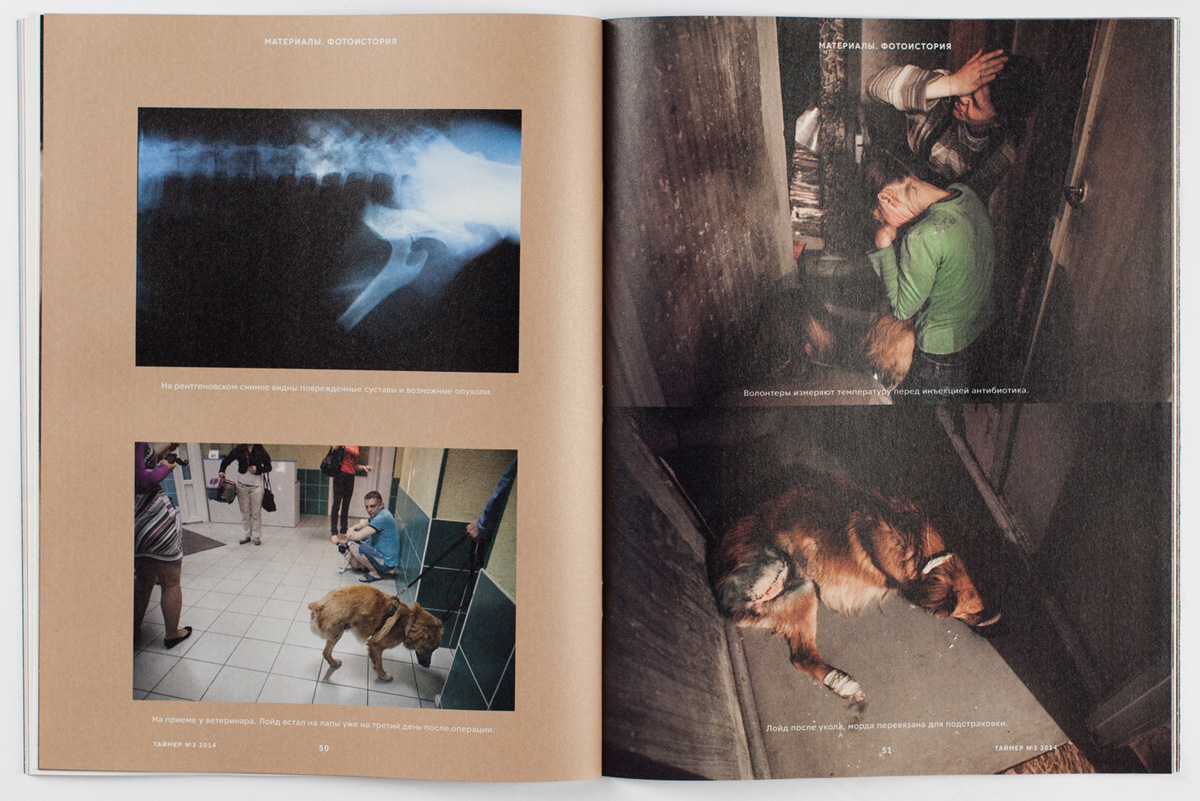 МАТЕРИАЛЫ. ФОТОИСТОРИЯ
На рентгеновском снимке видны поврежденные суставы и возможные опухоли.
На приеме у ветеринара. Лойд встал на лапы уже на третий день после операции.
ТАЙМЕР №3 2014
50
МАТЕРИАЛЫ. ФОТОИСТОРИЯ
Волонтеры измеряют температуру перед инъекцией антибиотика.
Лойд после укола, морда перевязана для подстраховки.
51
ТАЙМЕР №3 2014